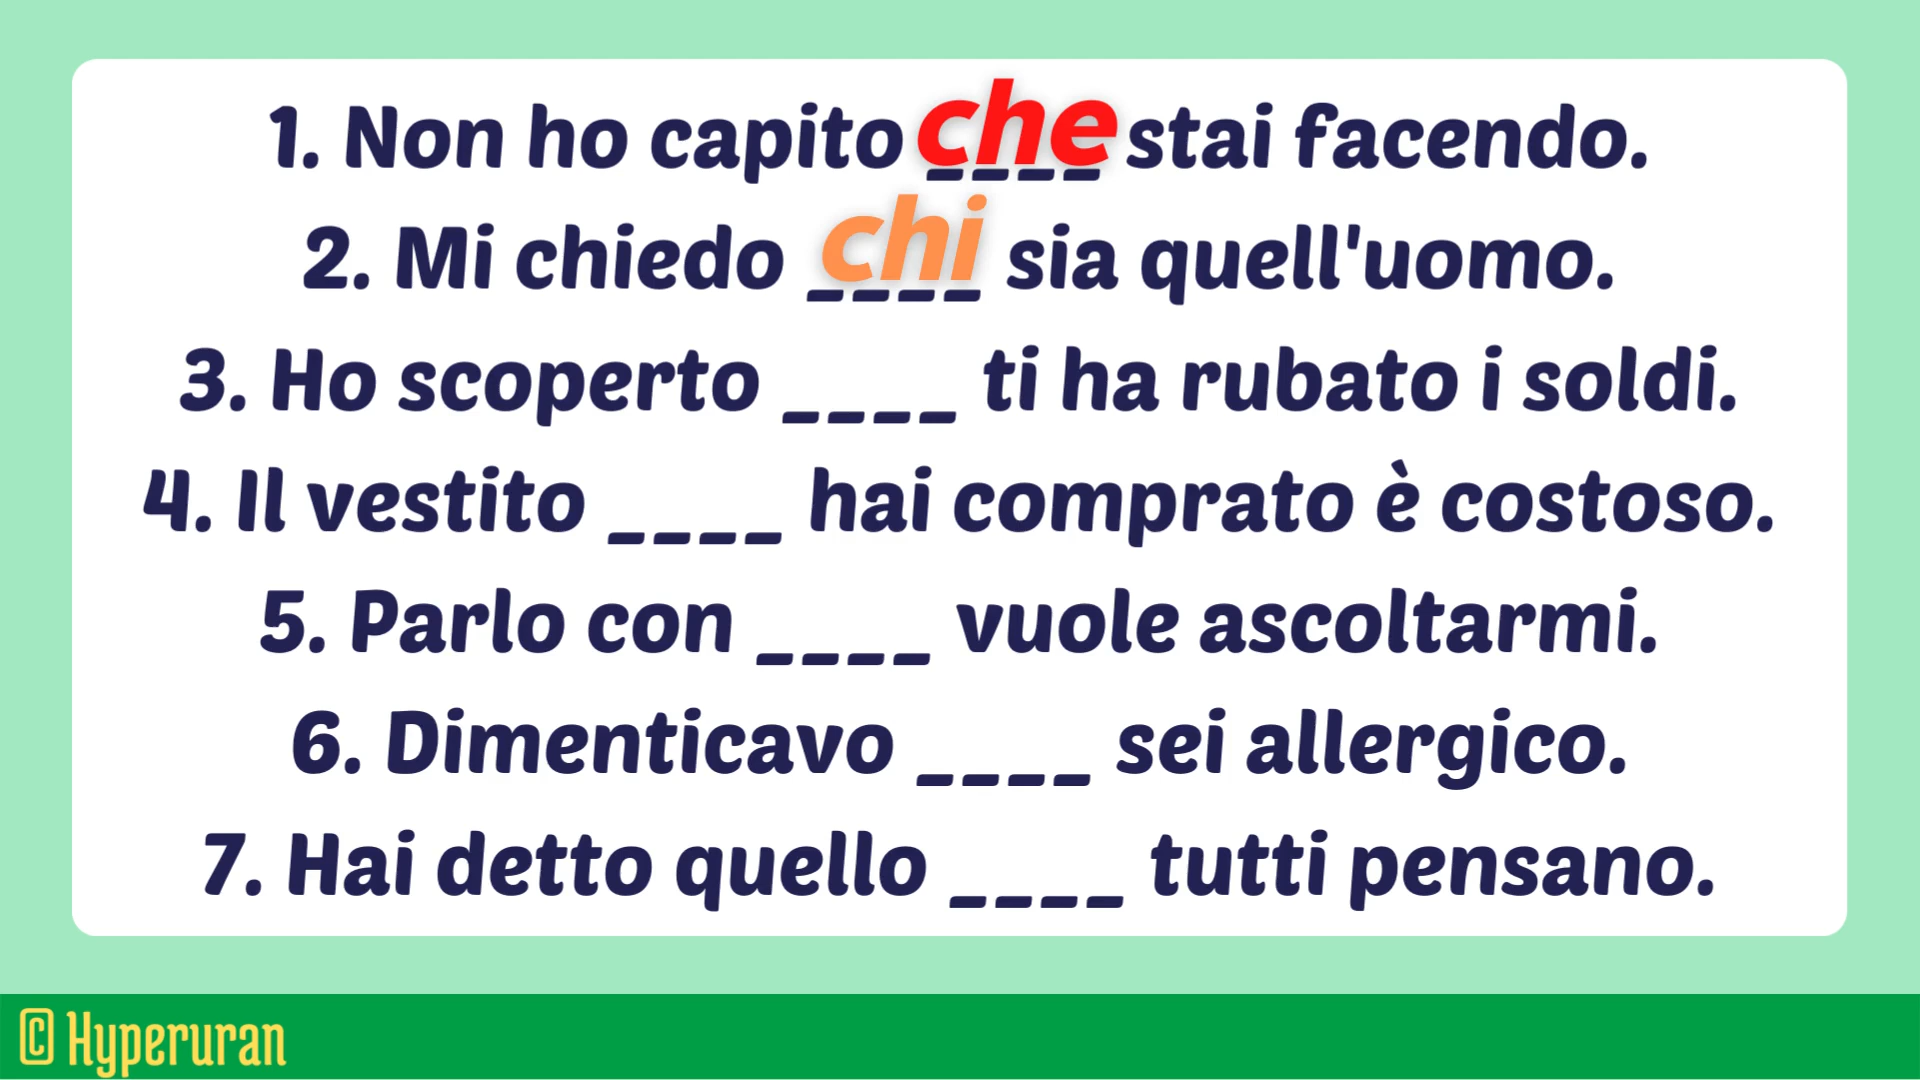 1. Non ho capito che stai facendo.
2. Mi chiedo chi sia quell'uomo.
3. Ho scoperto ____ ti ha rubato i soldi.
4. Il vestito ____ hai comprato è costoso.
5. Parlo con ____ vuole ascoltarmi.
6. Dimenticavo ____ sei allergico.
7. Hai detto quello ____ tutti pensano.
© Hyperuran